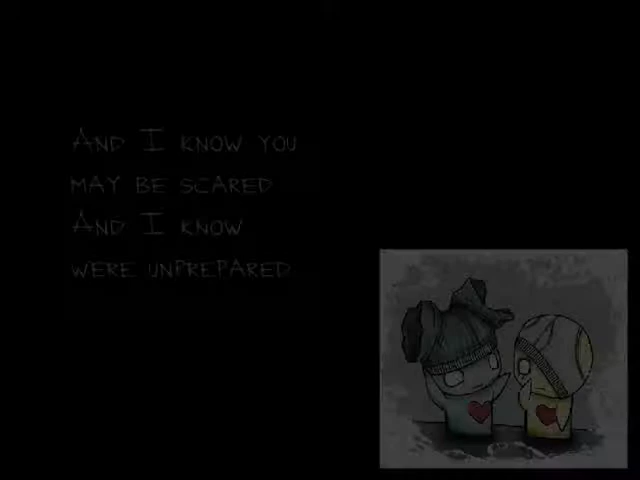 And I know you
may be scared
And I know
were unprepared